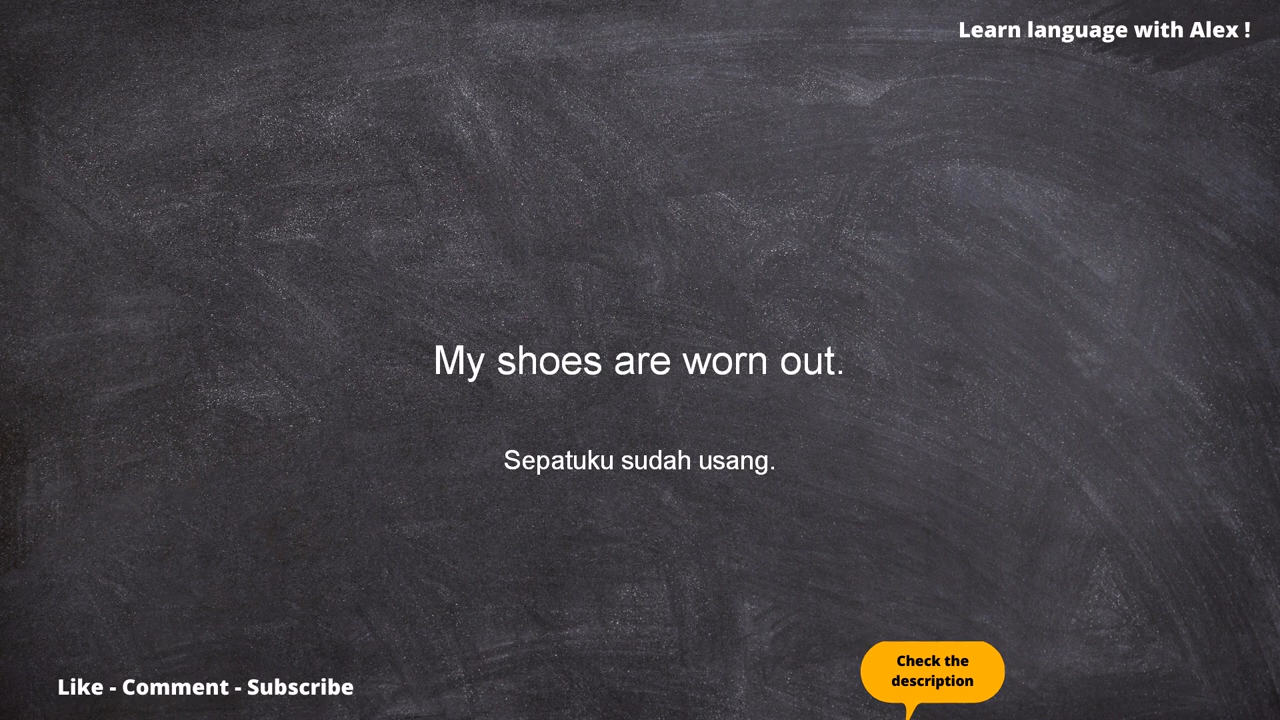 Learn language with Alex !
My shoes are worn out.
Sepatuku sudah usang.
Check the
description
Like - Comment - Subscribe